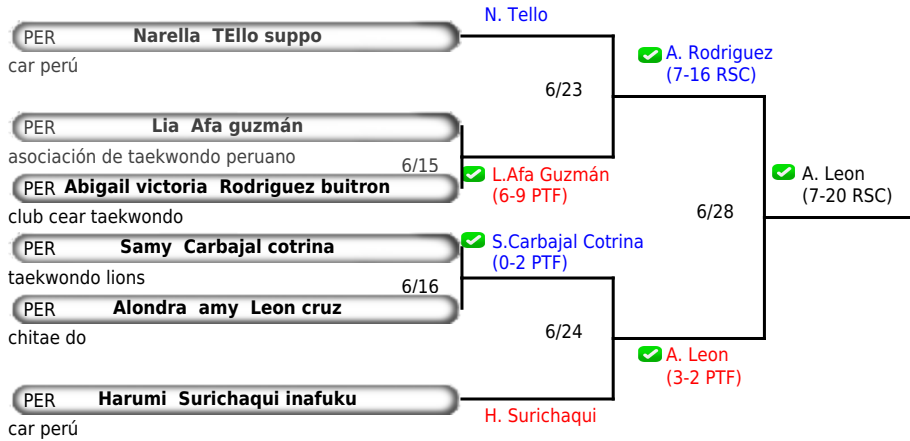 N. Tello
PER Narella TEllo suppo
car perú
A. Rodriguez
(7-16 RSC)
6/23
PER Lia Afa guzmán
asociación de taekwondo peruano
6/15
L.Afa Guzmán
(6-9 PTF)
PER Abigail victoria Rodriguez buitron
club cear taekwondo
A. Leon
(7-20 RSC)
6/28
PER Samy Carbajal cotrina
S.Carbajal Cotrina
(0-2 PTF)
taekwondo lions
6/16
PER Alondra amy Leon cruz
chitae do
6/24
A. Leon
(3-2 PTF)
PER Harumi Surichaqui inafuku
H. Surichaqui
car perú